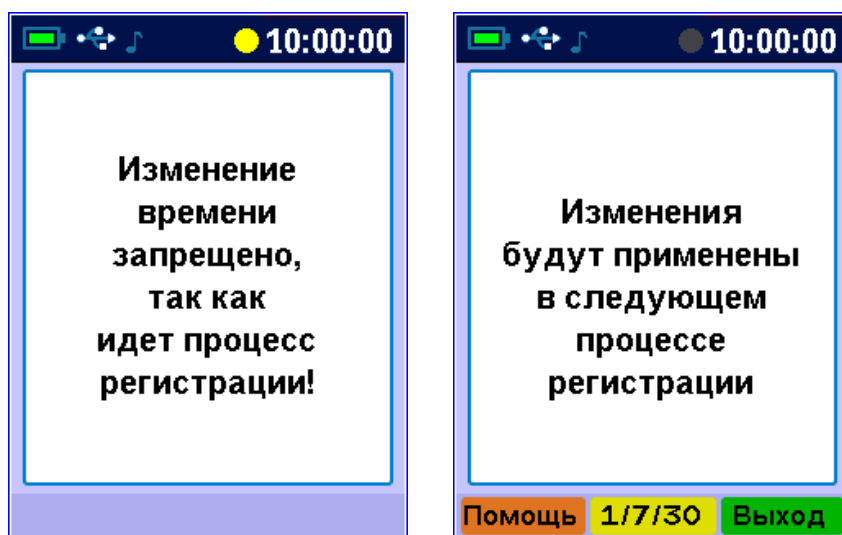 10:00:00
Изменение
времени
запрещено,
так как
идет процесс
регистрации!
10:00:00
Изменения
будут применены
в следующем
процессе
регистрации
Помощь 1/7/30 Выход